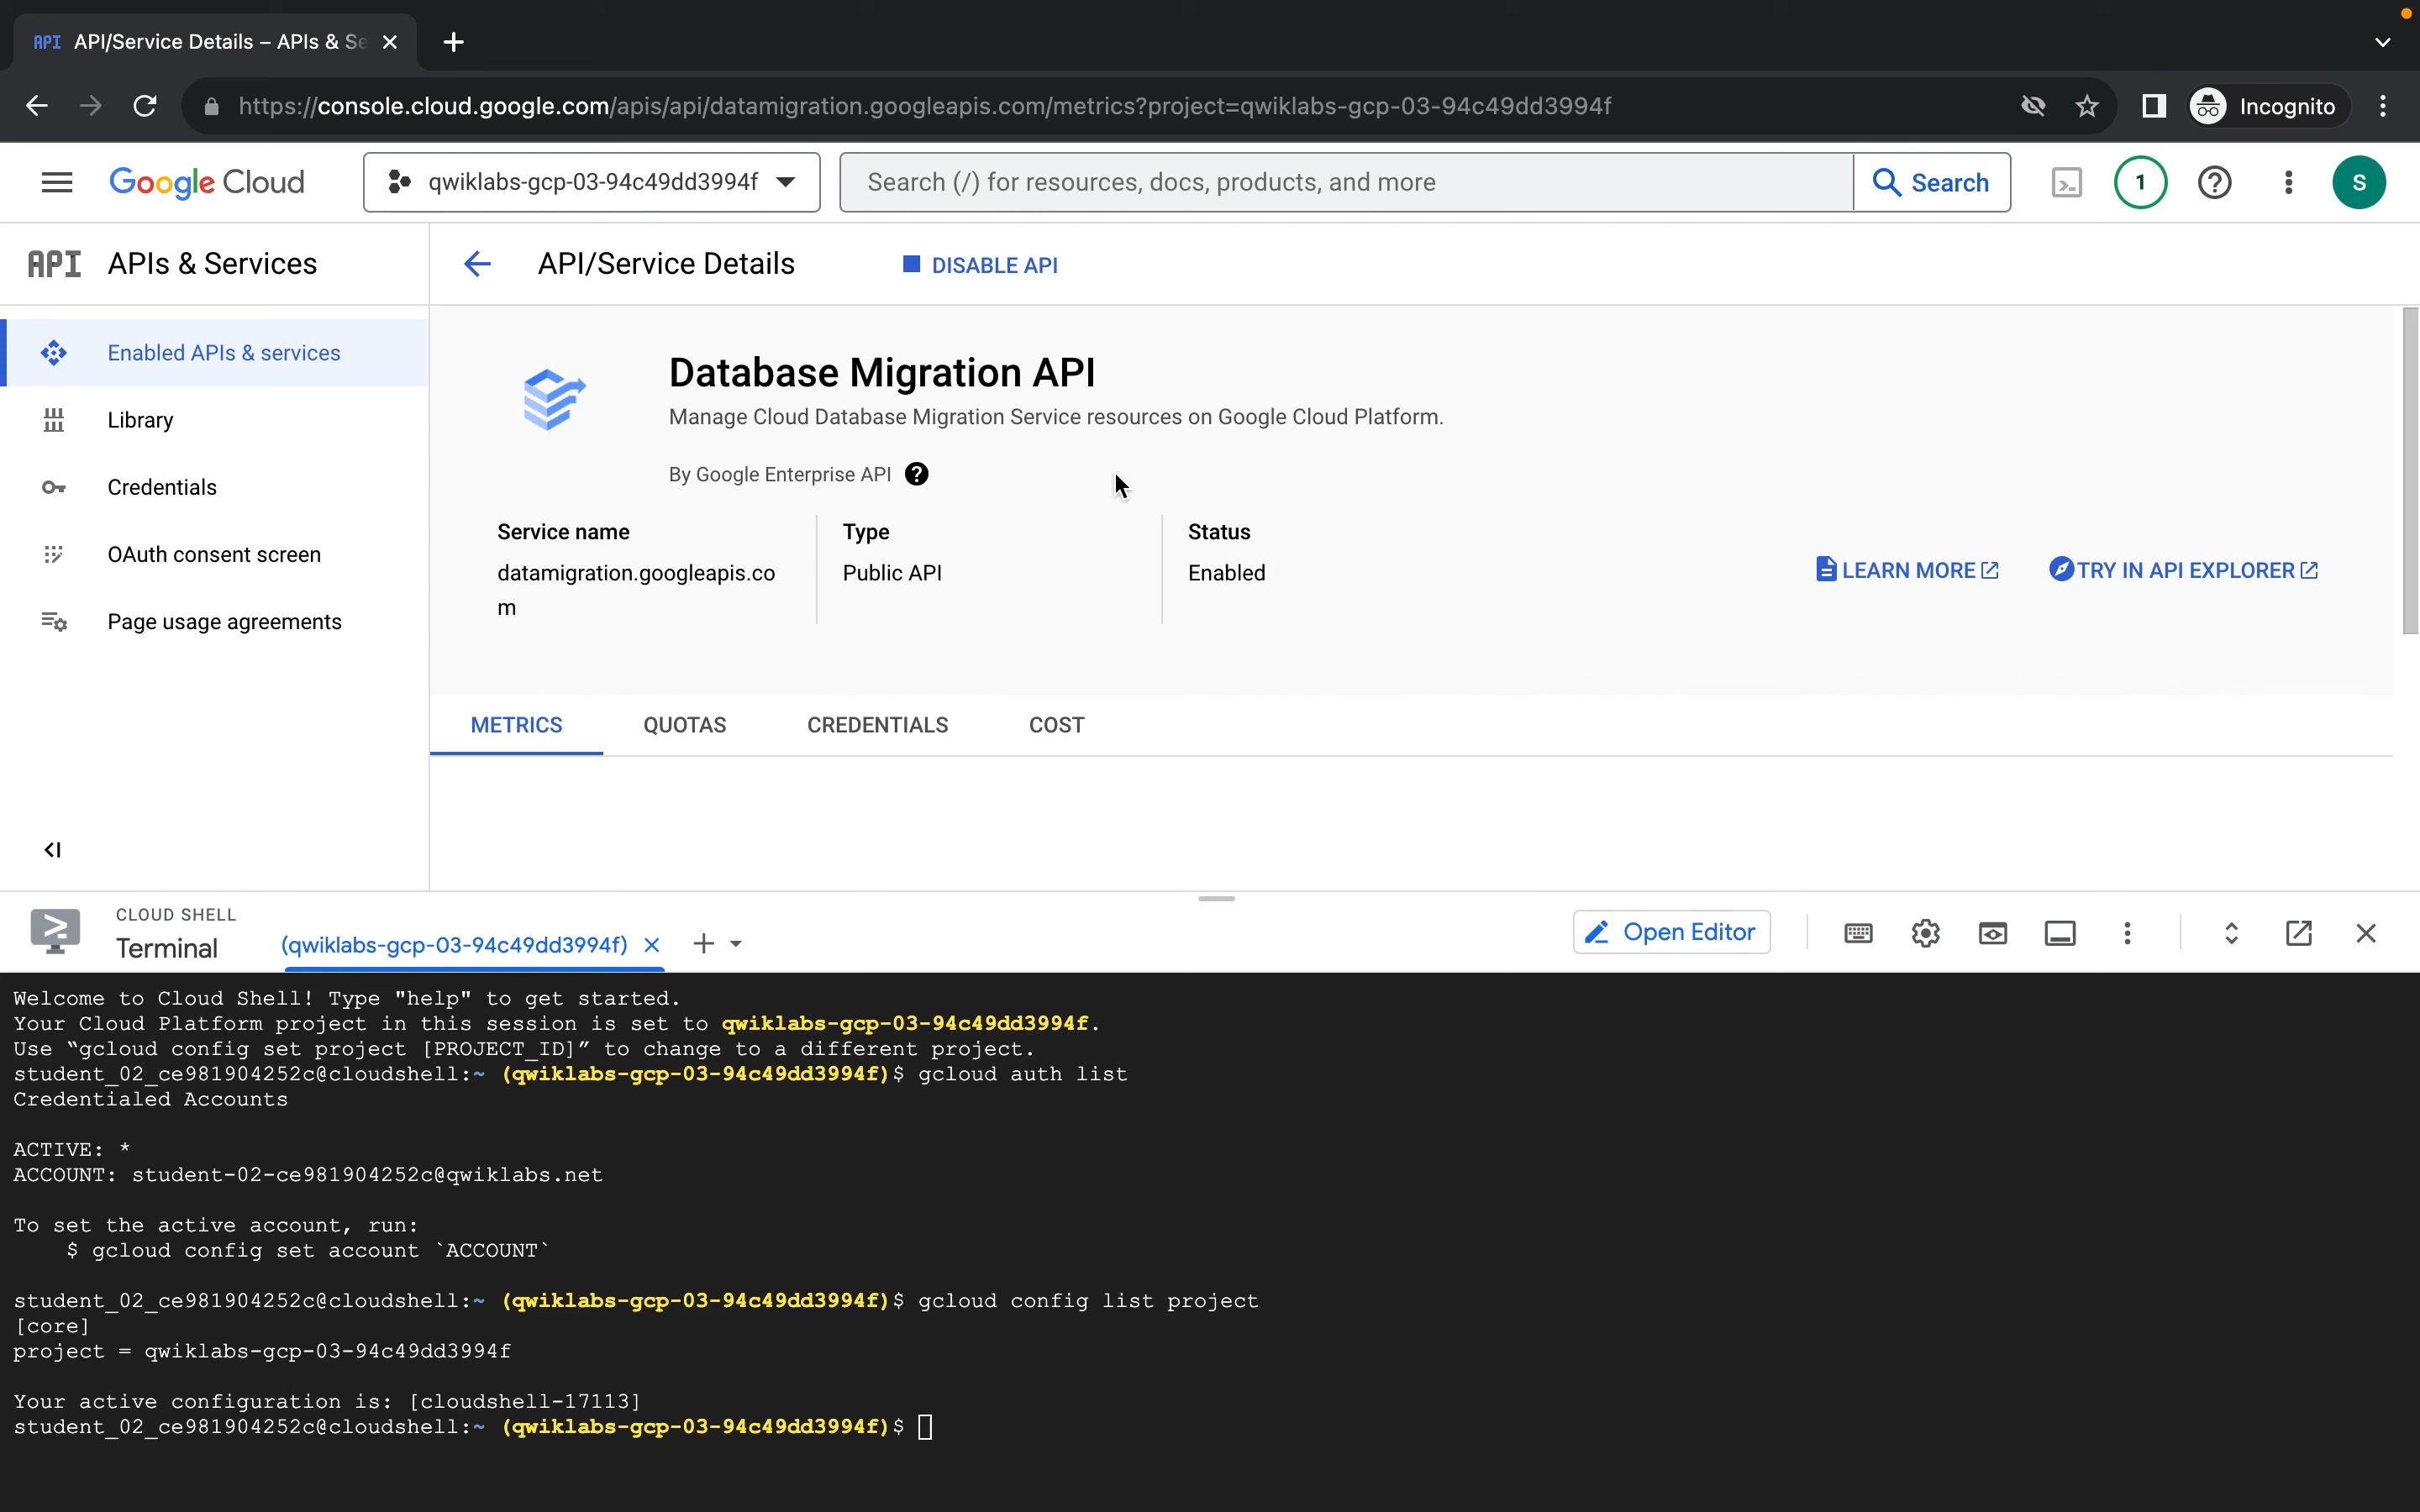 API API/Service Details – APIs & Se
https://console.cloud.google.com/apis/api/datamigration.googleapis.com/metrics?project=qwiklabs-gcp-03-94c49dd3994f
Incognito
Google Cloud
qwiklabs-gcp-03-94c49dd3994f
Search (/) for resources, docs, products, and more
Search
1
S
API APIs & Services
API/Service Details
DISABLE API
Enabled APIs & services
Library
Credentials
OAuth consent screen
Page usage agreements
Database Migration API
Manage Cloud Database Migration Service resources on Google Cloud Platform.
By Google Enterprise API
Service name
datamigration.googleapis.co
m
Type
Public API
Status
Enabled
LEARN MORE
TRY IN API EXPLORER
METRICS
QUOTAS
CREDENTIALS
COST
CLOUD SHELL
Terminal
(qwiklabs-gcp-03-94c49dd3994f)
Open Editor
Welcome to Cloud Shell! Type "help" to get started.
Your Cloud Platform project in this session is set to qwiklabs-gcp-03-94c49dd3994f.
Use “gcloud config set project [PROJECT_ID]” to change to a different project.
student_02_ce981904252c@cloudshell:~ (qwiklabs-gcp-03-94c49dd3994f)$ gcloud auth list
Credentialed Accounts
ACTIVE: *
ACCOUNT: student-02-ce981904252c@qwiklabs.net
To set the active account, run:
$ gcloud config set account `ACCOUNT`
student_02_ce981904252c@cloudshell:~ (qwiklabs-gcp-03-94c49dd3994f)$ gcloud config list project
[core]
project = qwiklabs-gcp-03-94c49dd3994f
Your active configuration is: [cloudshell-17113]
student_02_ce981904252c@cloudshell:~ (qwiklabs-gcp-03-94c49dd3994f)$